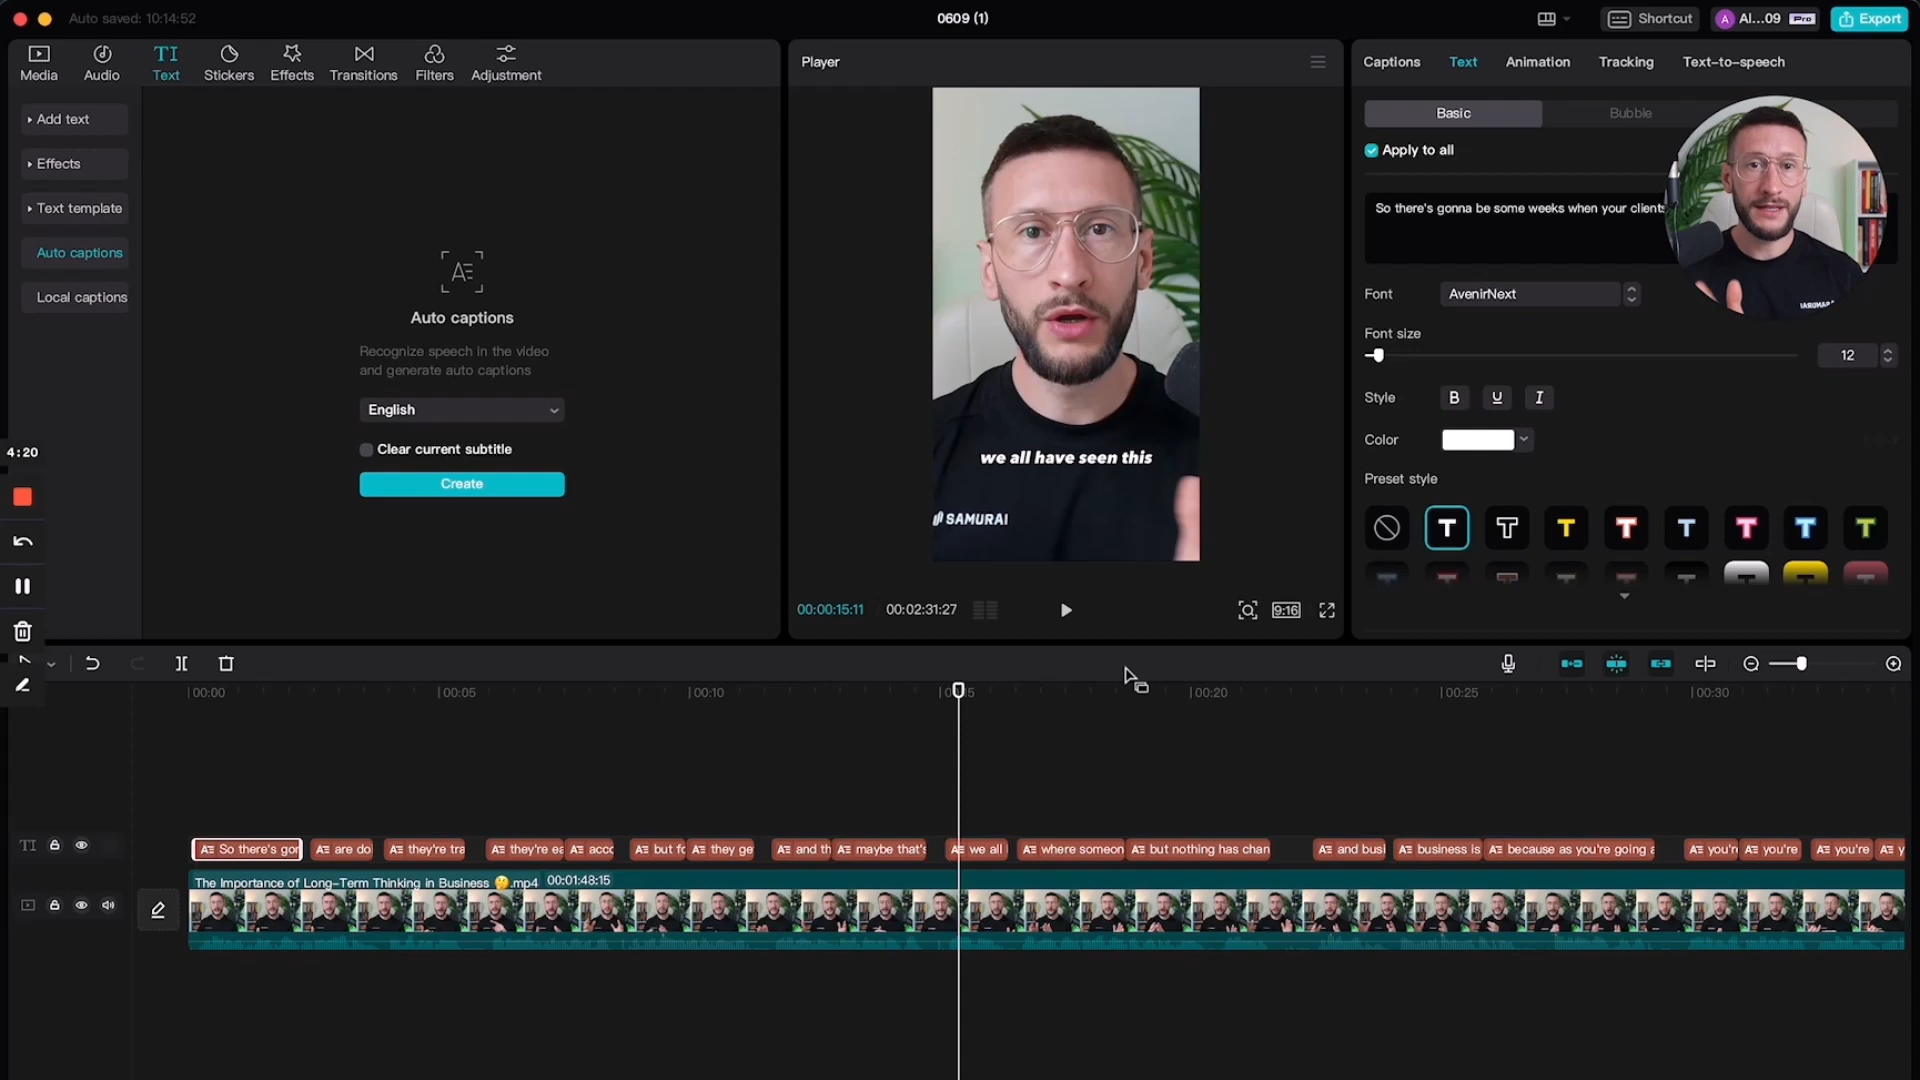 Auto saved: 10:14:52
0609 (1)
Shortcut
A
Al...09
Pro
Export
Media
Audio
TI
Text
Stickers
Effects
Transitions
Filters
Adjustment
Add text
Effects
Text template
Auto captions
Local captions
Auto captions
Recognize speech in the video
and generate auto captions
English
Clear current subtitle
Create
Player
we all have seen this
SAMURAI
00:00:15:11
00:02:31:27
9:16
Captions
Text
Animation
Tracking
Text-to-speech
Basic
Bubble
Apply to all
So there's gonna be some weeks when your clients
Font
AvenirNext
Font size
12
Style
B
U
I
Color
Preset style
T T T T T T T T
4:20
00:00
00:05
00:10
00:20
00:25
00:30
TI
So there's gon
are do
they're tra
they're ea
acco
but fo
they ge
and th
maybe that's
we all
where someon
but nothing has chan
and busi
business is
because as you're going a
you'r
you're
you're
y
The Importance of Long-Term Thinking in Business 🤔.mp4
00:01:48:15